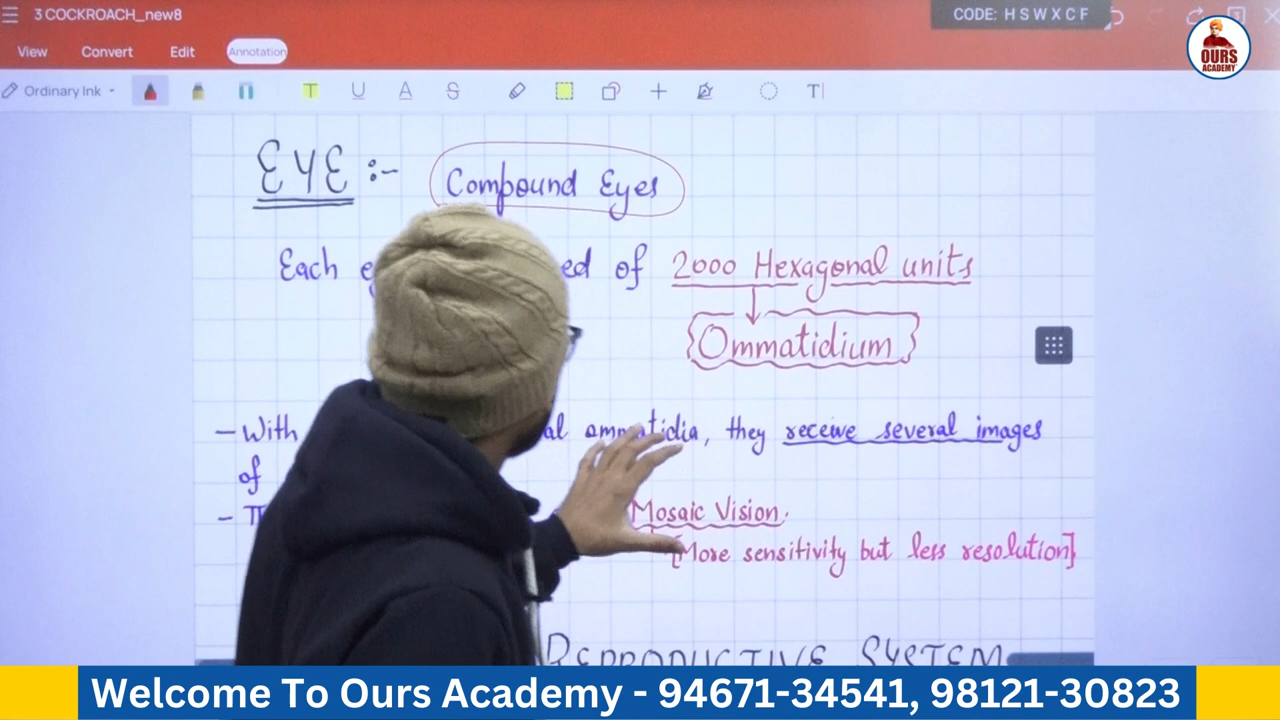 3 COCKROACH_new8
CODE: H S W X C F
OURS
ACADEMY
View Convert Edit Annotation
Ordinary Ink
EYE :-
Compound Eyes
Each of 2000 Hexagonal units
Ommatidium
- With ommatidia, they receive several images
of
Mosaic Vision.
[More sensitivity but less resolution]
REPRODUCTIVE SYSTEM
Welcome To Ours Academy - 94671-34541, 98121-30823